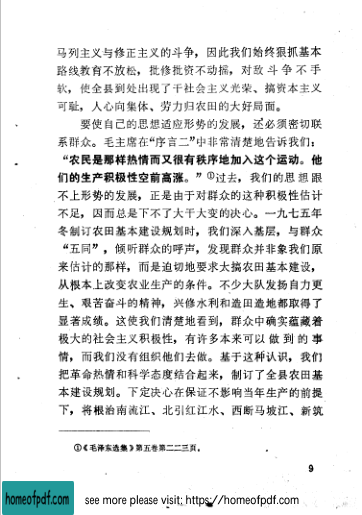 马列主义与修正主义的斗争，因此我们始终狠抓基本
路线教育不放松，批修批资不动摇，对敌斗争不手
软，使全县到处出现了干社会主义光荣、搞资本主义
可耻，人心向集体、劳力归农田的大好局面。
要使自己的思想适应形势的发展，还必须密切联
系群众。毛主席在“序言二”中非常清楚地告诉我们：
“农民是那样热情而又很有秩序地加入这个运动。他
们的生产积极性空前高涨。”①过去，我们的思想跟
不上形势的发展，正是由于对群众的这种积极性估计
不足，因而总是下不了大干大变的决心。一九七五年
冬制订农田基本建设规划时，我们深入基层，与群众
“五同”，倾听群众的呼声，发现群众并非象我们原
来估计的那样，而是迫切地要求大搞农田基本建设，
从根本上改变农业生产的条件。不少大队发扬自力更
生、艰苦奋斗的精神，兴修水利和造田造地都取得了
显著成绩。这使我们清楚地看到，群众中确实蕴藏着
极大的社会主义积极性，有许多本来可以做到的事
情，而我们没有组织他们去做。基于这种认识，我们
把革命热情和科学态度结合起来，制订了全县农田基
本建设规划。下定决心在保证不影响当年生产的前提
下，将根治南流江、北引红江水、西断马坡江、新筑
①《毛泽东选集》第五卷第二二三页。
9
homeofpdf.com
see more please visit: https://homeofpdf.com